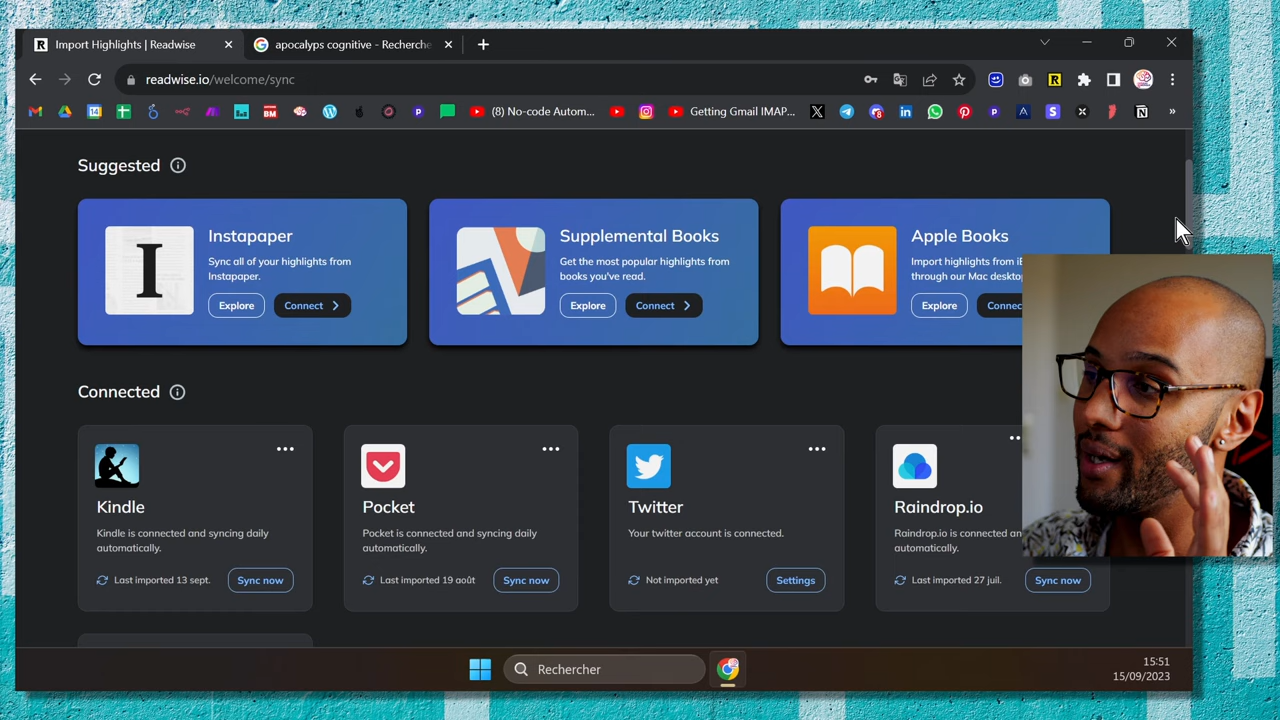 Import Highlights | Readwise
apocalyps cognitive - Recherche
readwise.io/welcome/sync
(8) No-code Autom...
Getting Gmail IMAP...
Suggested
Instapaper
Sync all of your highlights from
Instapaper.
Explore
Connect
Supplemental Books
Get the most popular highlights from
books you've read.
Explore
Connect
Apple Books
Import highlights from
through our Mac
Explore
Connected
Kindle
Kindle is connected and syncing daily
automatically.
Last imported 13 sept.
Sync now
Pocket
Pocket is connected and syncing daily
automatically.
Last imported 19 août
Sync now
Twitter
Your twitter account is connected.
Not imported yet
Settings
Raindrop.io
Raindrop.io is connected
automatically.
Last imported 27 juil.
Sync now
Rechercher
15:51
15/09/2023